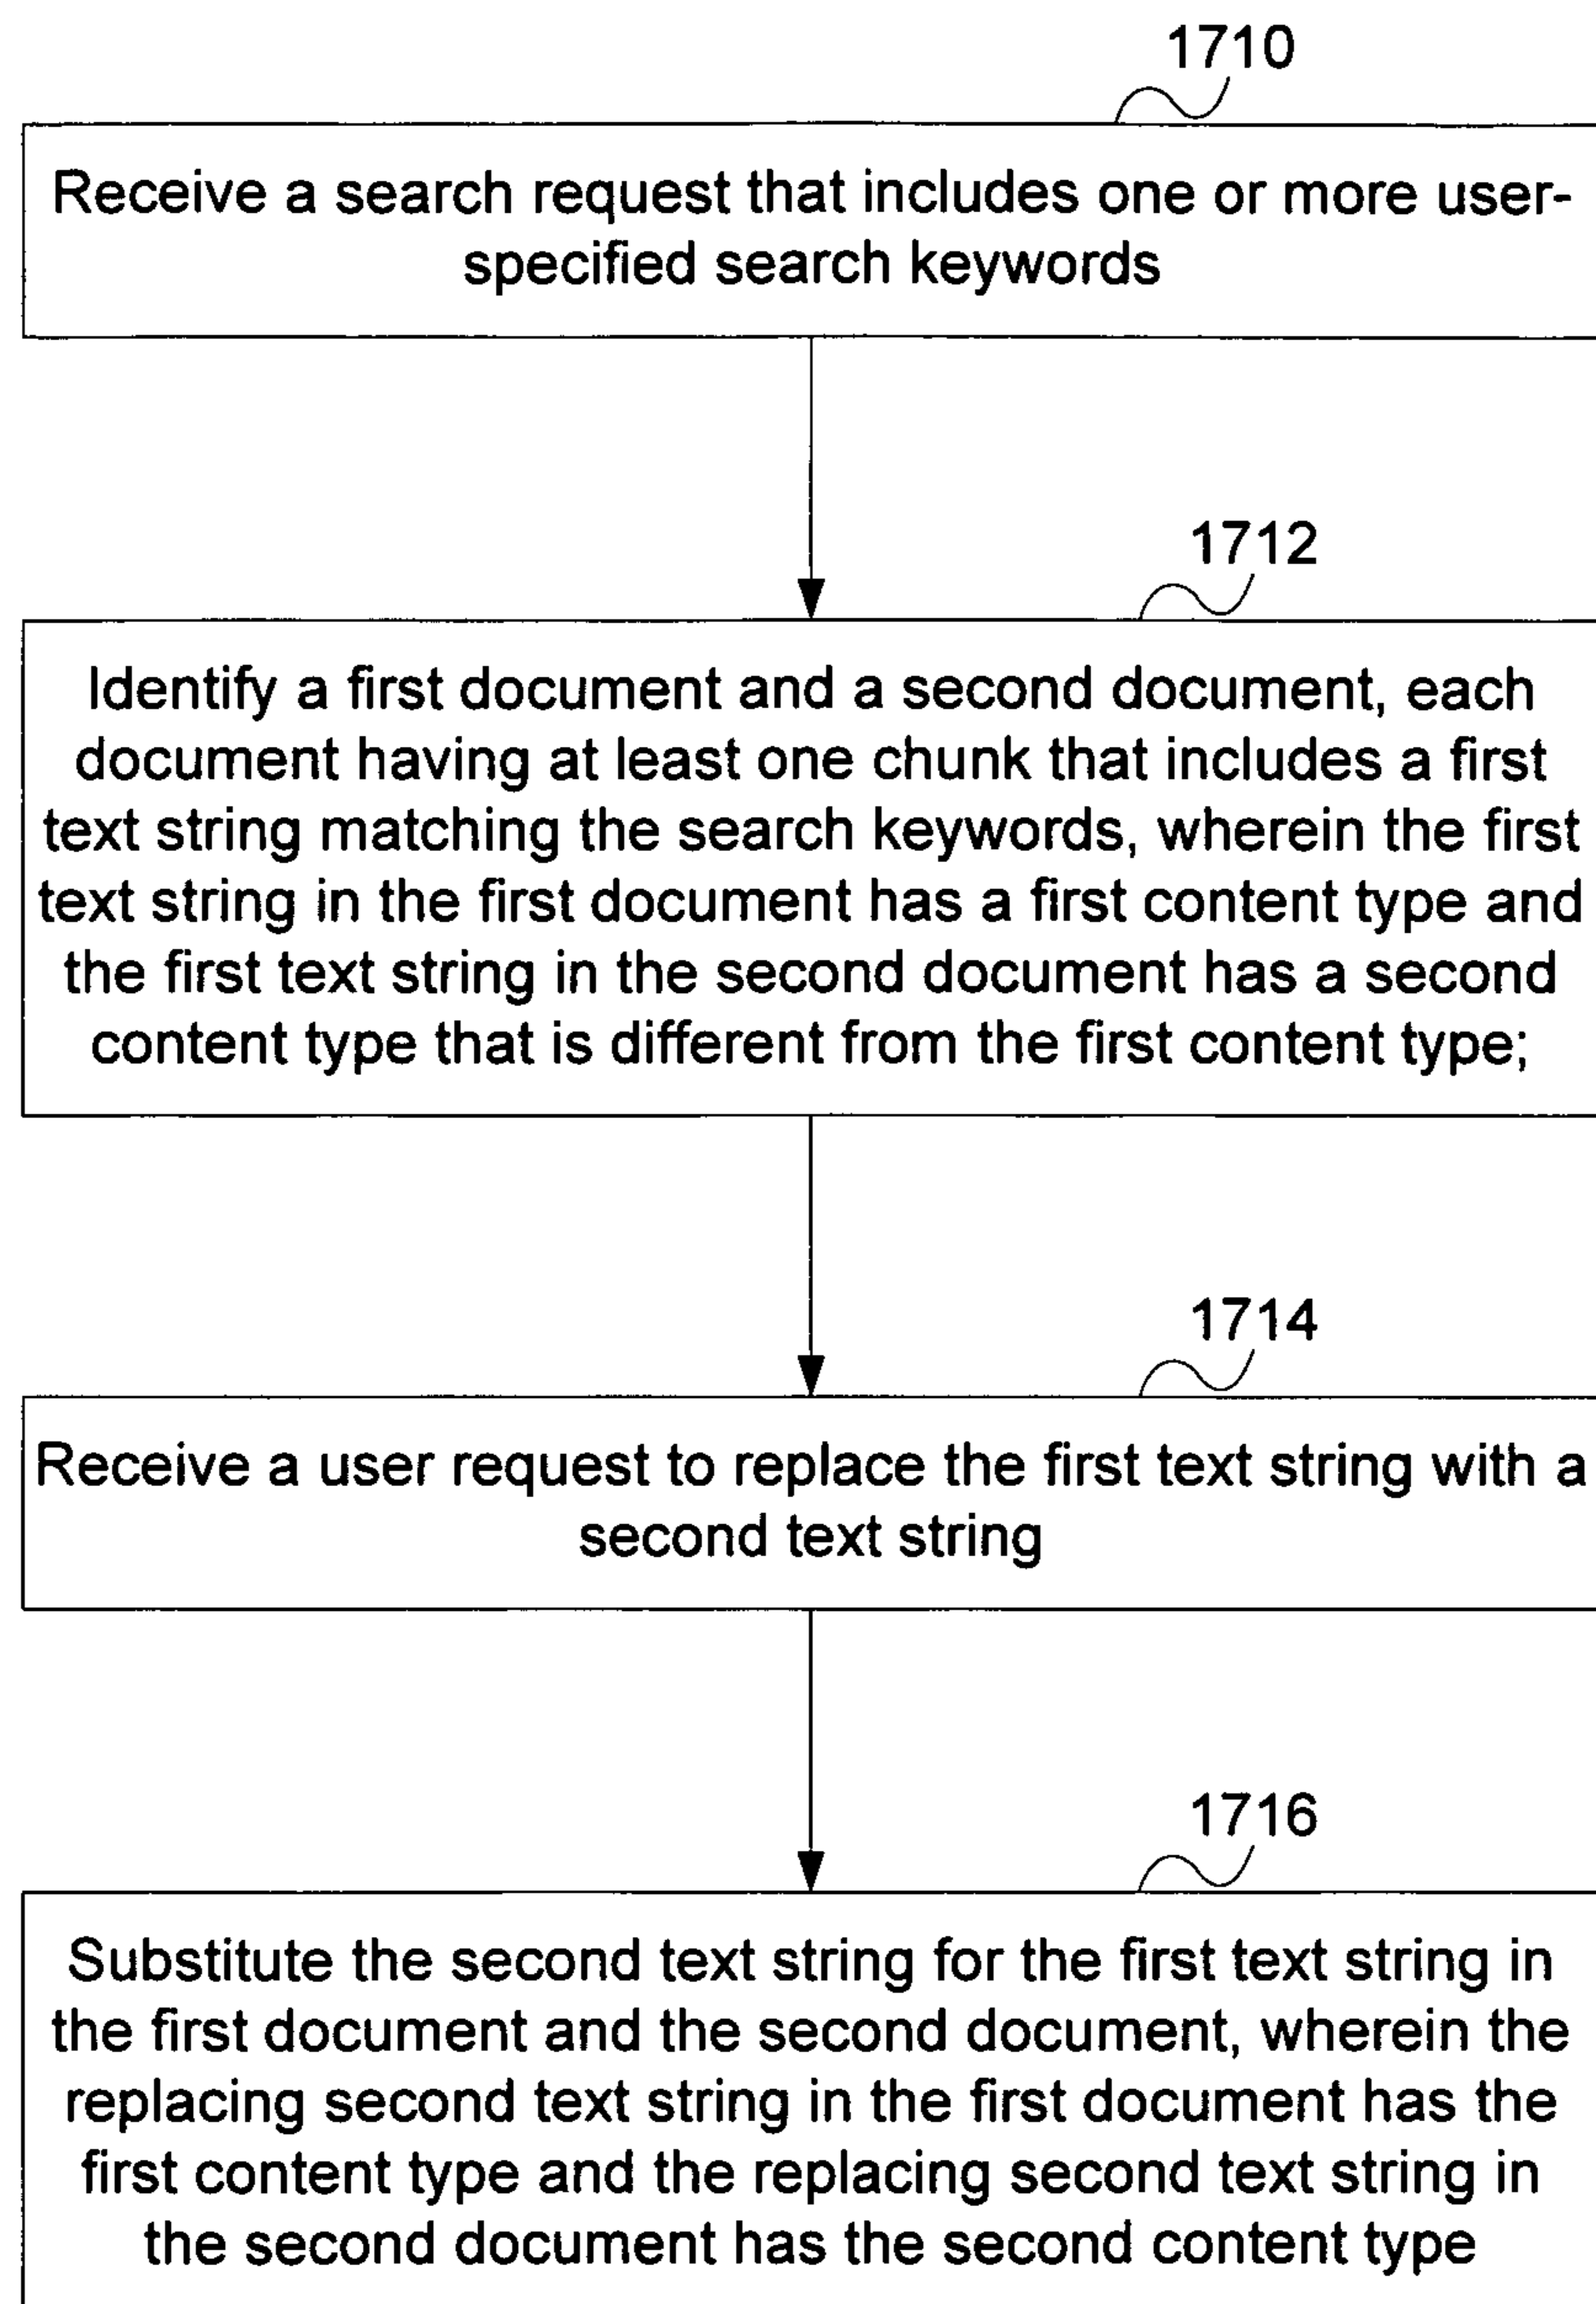 1710
Receive a search request that includes one or more user-
specified search keywords
1712
Identify a first document and a second document, each
document having at least one chunk that includes a first
text string matching the search keywords, wherein the first
text string in the first document has a first content type and
the first text string in the second document has a second
content type that is different from the first content type;
1714
Receive a user request to replace the first text string with a
second text string
1716
Substitute the second text string for the first text string in
the first document and the second document, wherein the
replacing second text string in the first document has the
first content type and the replacing second text string in
the second document has the second content type